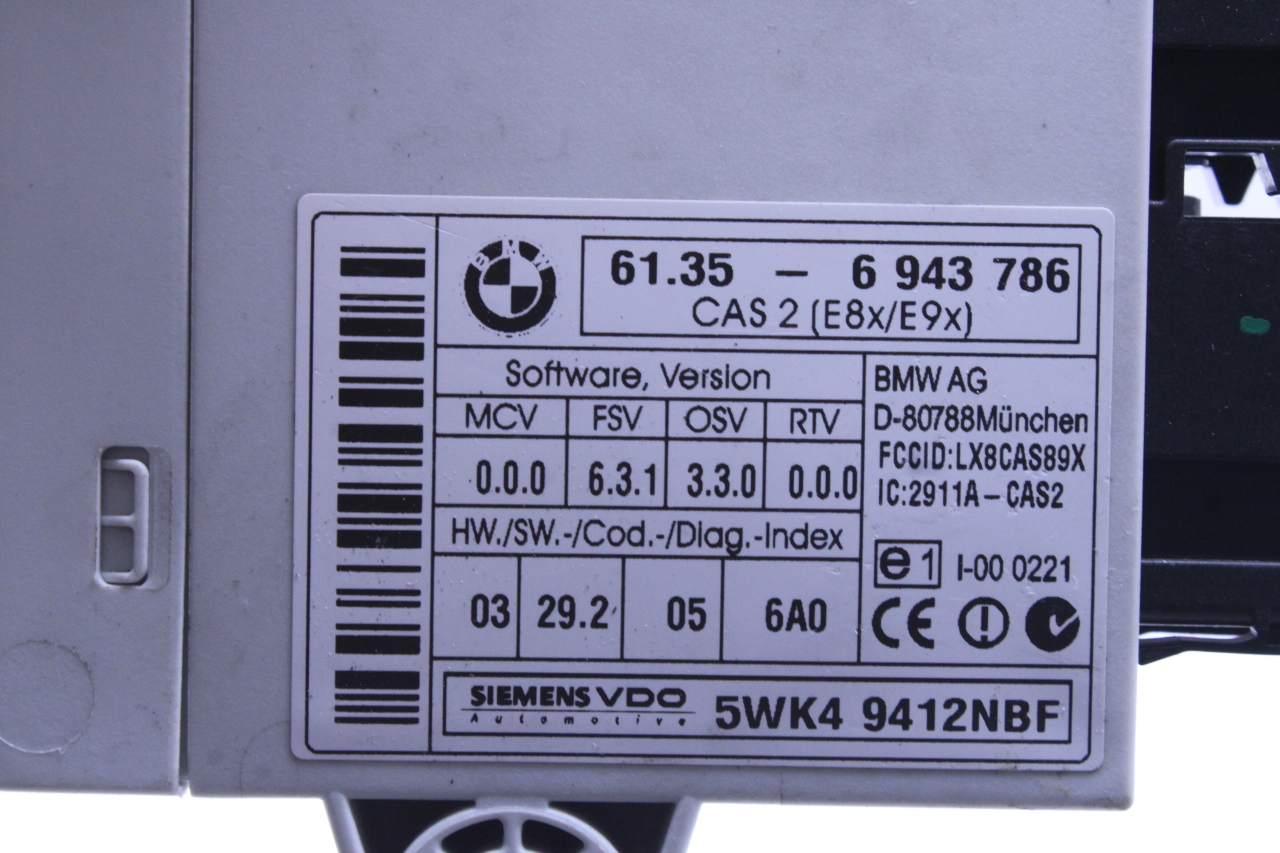 BMW
61.35 – 6 943 786
CAS 2 (E8x/E9x)
Software, Version
MCV FSV OSV RTV
0.0.0 6.3.1 3.3.0 0.0.0
HW./SW.-/Cod.-/Diag.-Index
03 29.2 05 6A0
BMW AG
D-80788München
FCCID:LX8CAS89X
IC:2911A – CAS2
e1 I-00 0221
CE
SIEMENS VDO
Automotive
5WK4 9412NBF